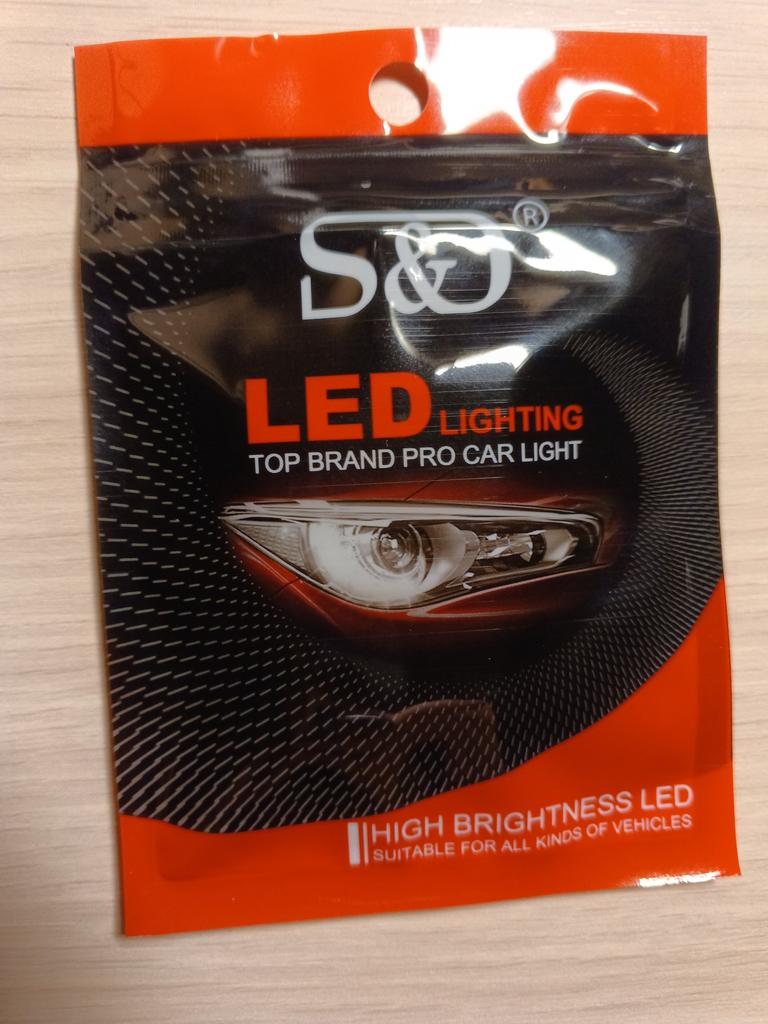 S&D®
LED LIGHTING
TOP BRAND PRO CAR LIGHT
HIGH BRIGHTNESS LED
SUITABLE FOR ALL KINDS OF VEHICLES